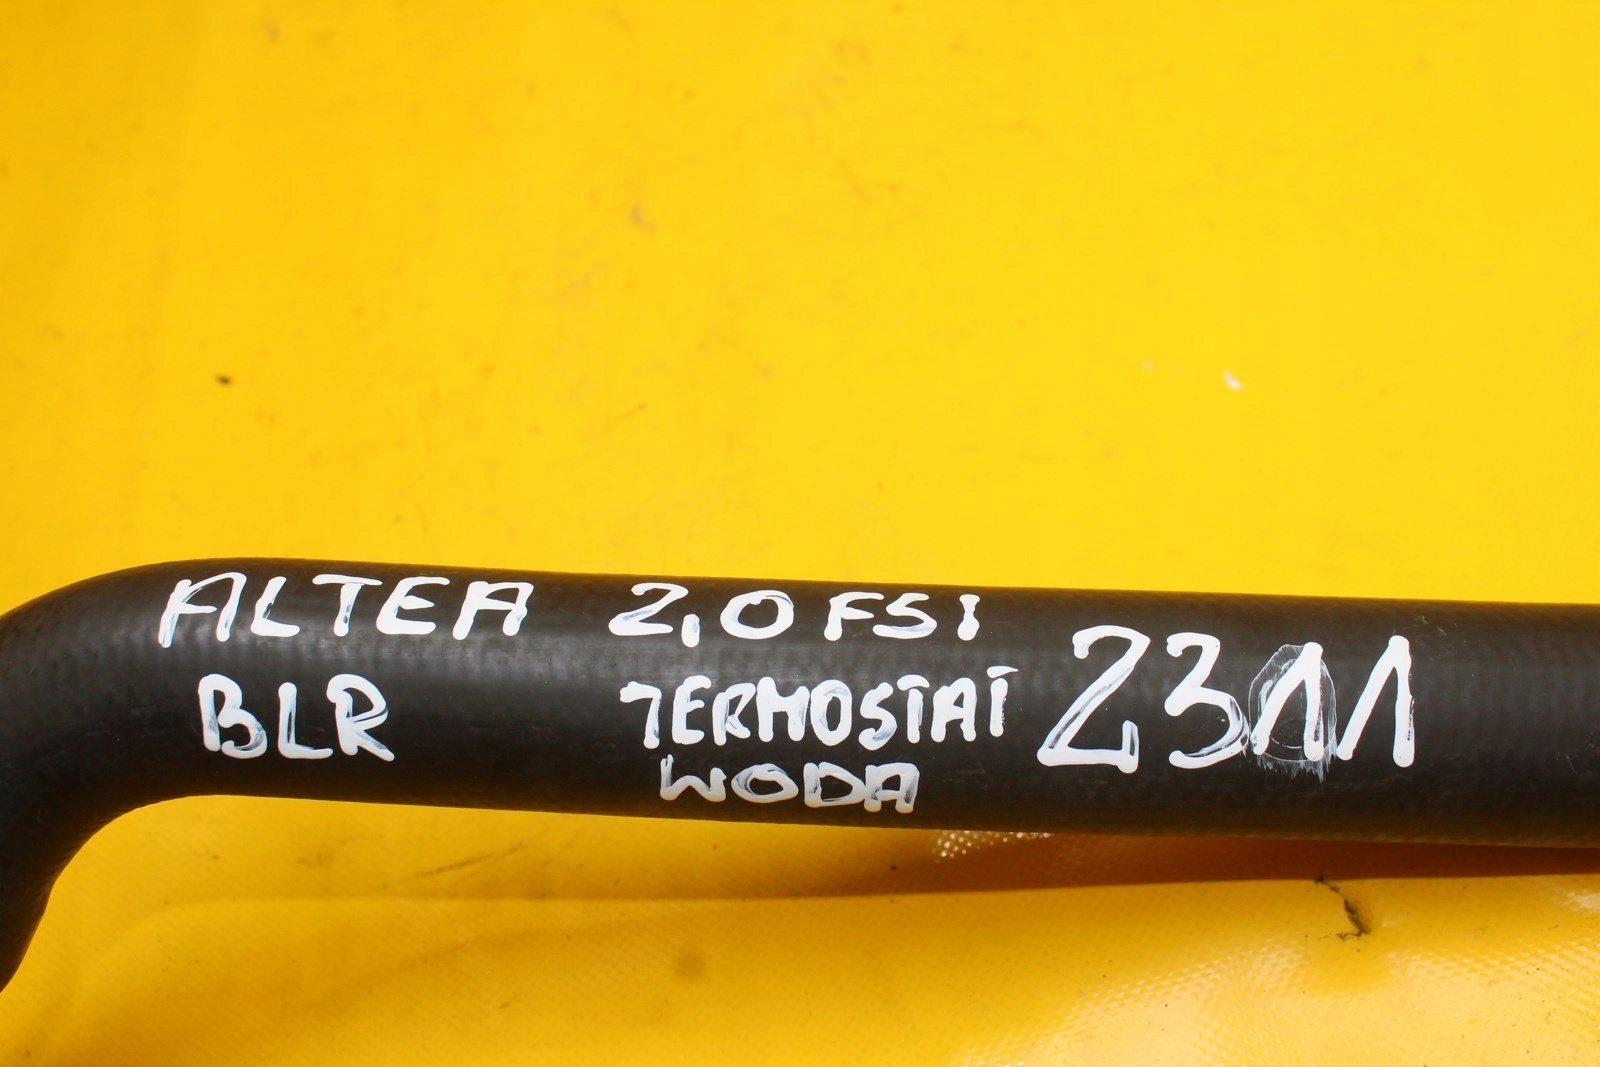 ALTEA 2,0 FSI
BLR TERMOSTAT 2311
WODA